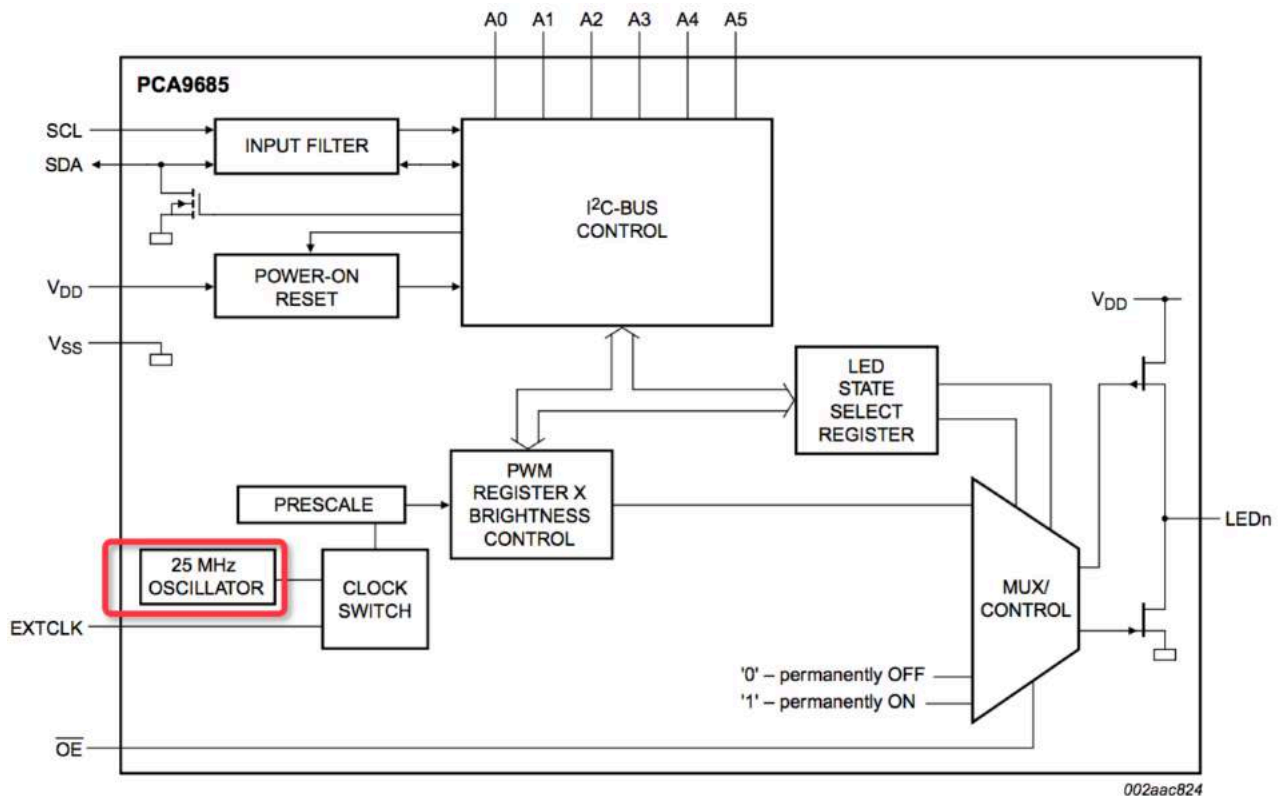 A0 A1 A2 A3 A4 A5
PCA9685
SCL
SDA
INPUT FILTER
I²C-BUS
CONTROL
POWER-ON
RESET
VDD
VSS
VDD
LED
STATE
SELECT
REGISTER
PWM
REGISTER X
BRIGHTNESS
CONTROL
PRESCALE
25 MHz
OSCILLATOR
CLOCK
SWITCH
EXTCLK
LEDn
MUX/
CONTROL
'0' – permanently OFF
'1' – permanently ON
O̅E̅
002aac824